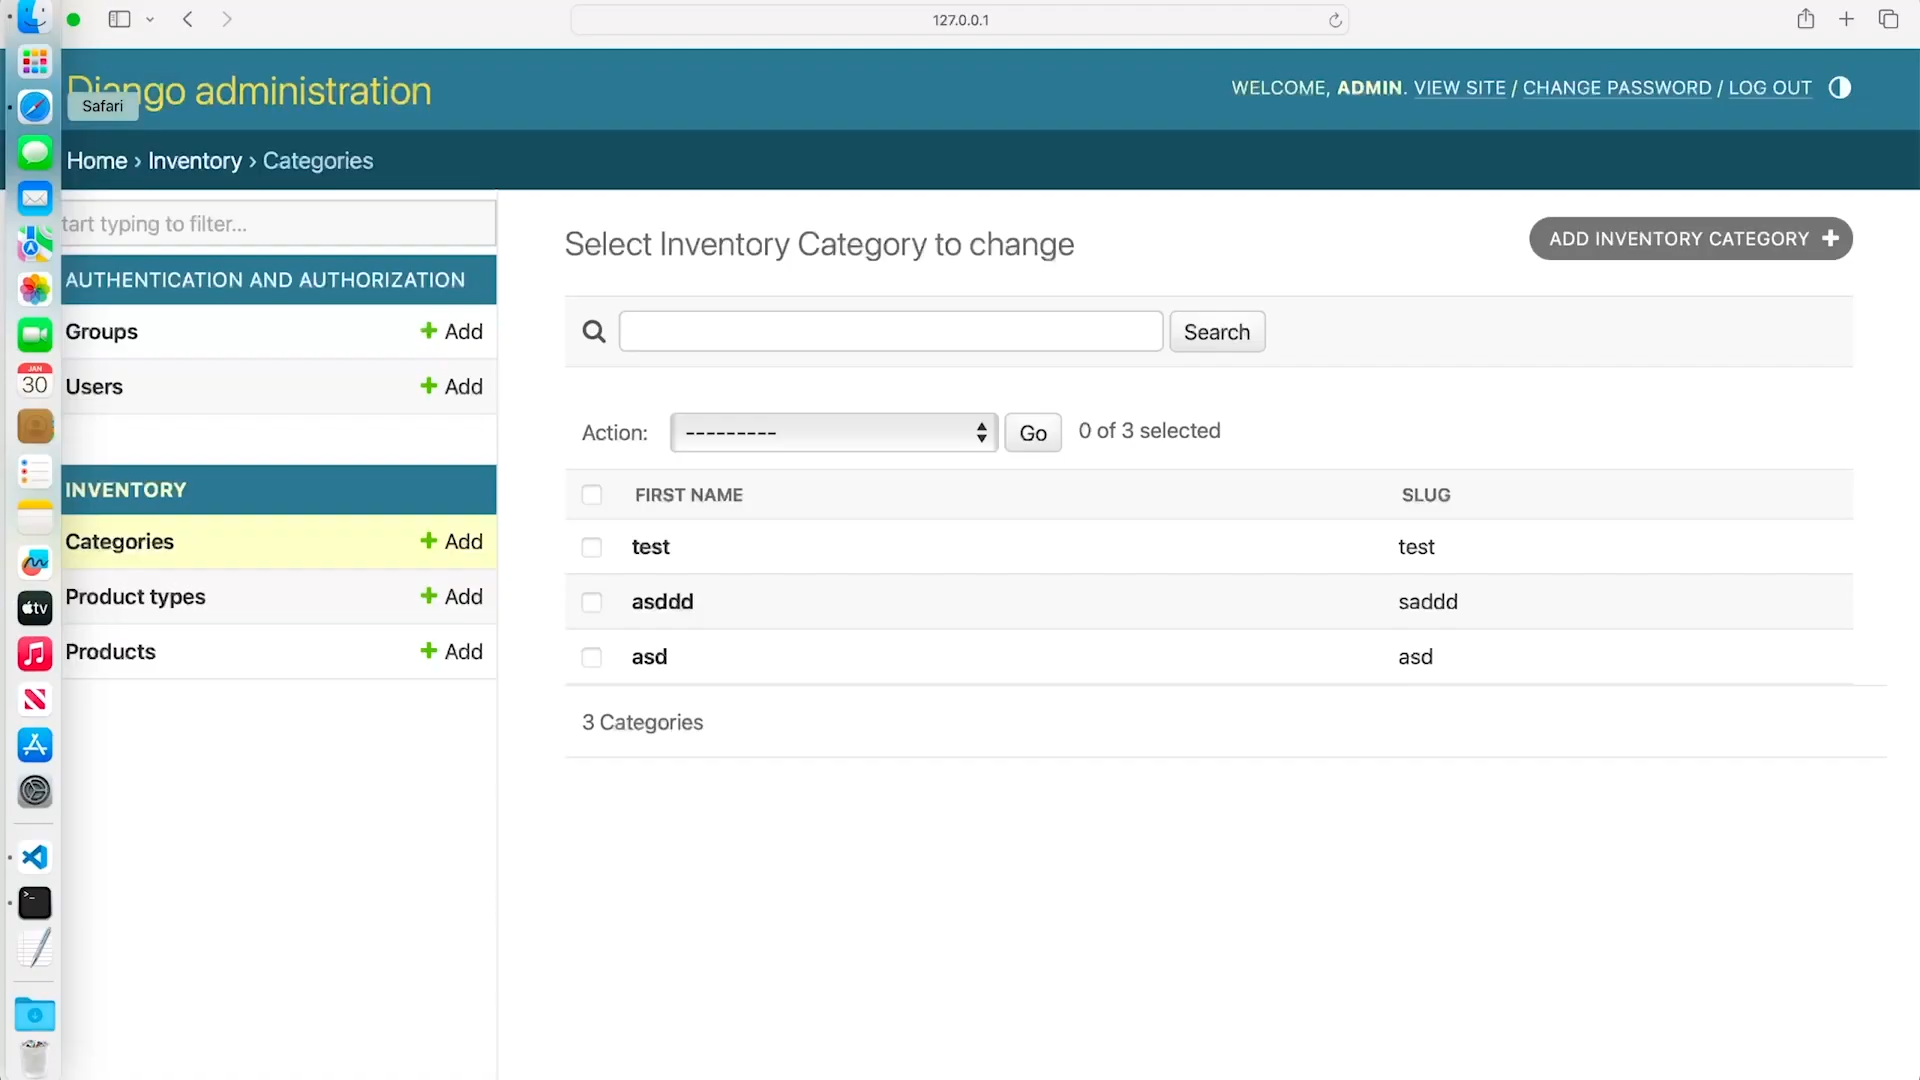 127.0.0.1
Django administration
Safari
WELCOME, ADMIN. VIEW SITE / CHANGE PASSWORD / LOG OUT
Home › Inventory › Categories
tart typing to filter...
AUTHENTICATION AND AUTHORIZATION
Groups + Add
Users + Add
INVENTORY
Categories + Add
Product types + Add
Products + Add
Select Inventory Category to change
ADD INVENTORY CATEGORY +
Search
Action: --------- Go 0 of 3 selected
FIRST NAME SLUG
test test
asddd saddd
asd asd
3 Categories
JAN
30
tv